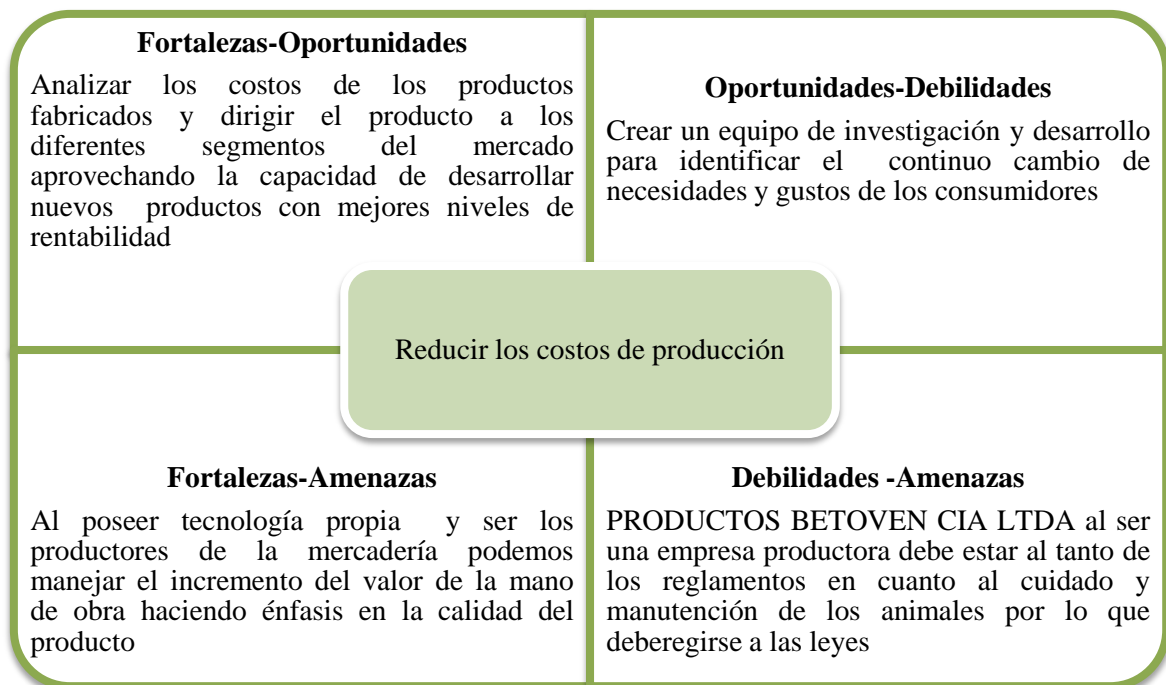 Fortalezas-Oportunidades
Analizar los costos de los productos
fabricados y dirigir el producto a los
diferentes segmentos del mercado
aprovechando la capacidad de desarrollar
nuevos productos con mejores niveles de
rentabilidad
Oportunidades-Debilidades
Crear un equipo de investigación y desarrollo
para identificar el continuo cambio de
necesidades y gustos de los consumidores
Reducir los costos de producción
Fortalezas-Amenazas
Al poseer tecnología propia y ser los
productores de la mercadería podemos
manejar el incremento del valor de la mano
de obra haciendo énfasis en la calidad del
producto
Debilidades -Amenazas
PRODUCTOS BETOVEN CIA LTDA al ser
una empresa productora debe estar al tanto de
los reglamentos en cuanto al cuidado y
manutención de los animales por lo que
deberegirse a las leyes